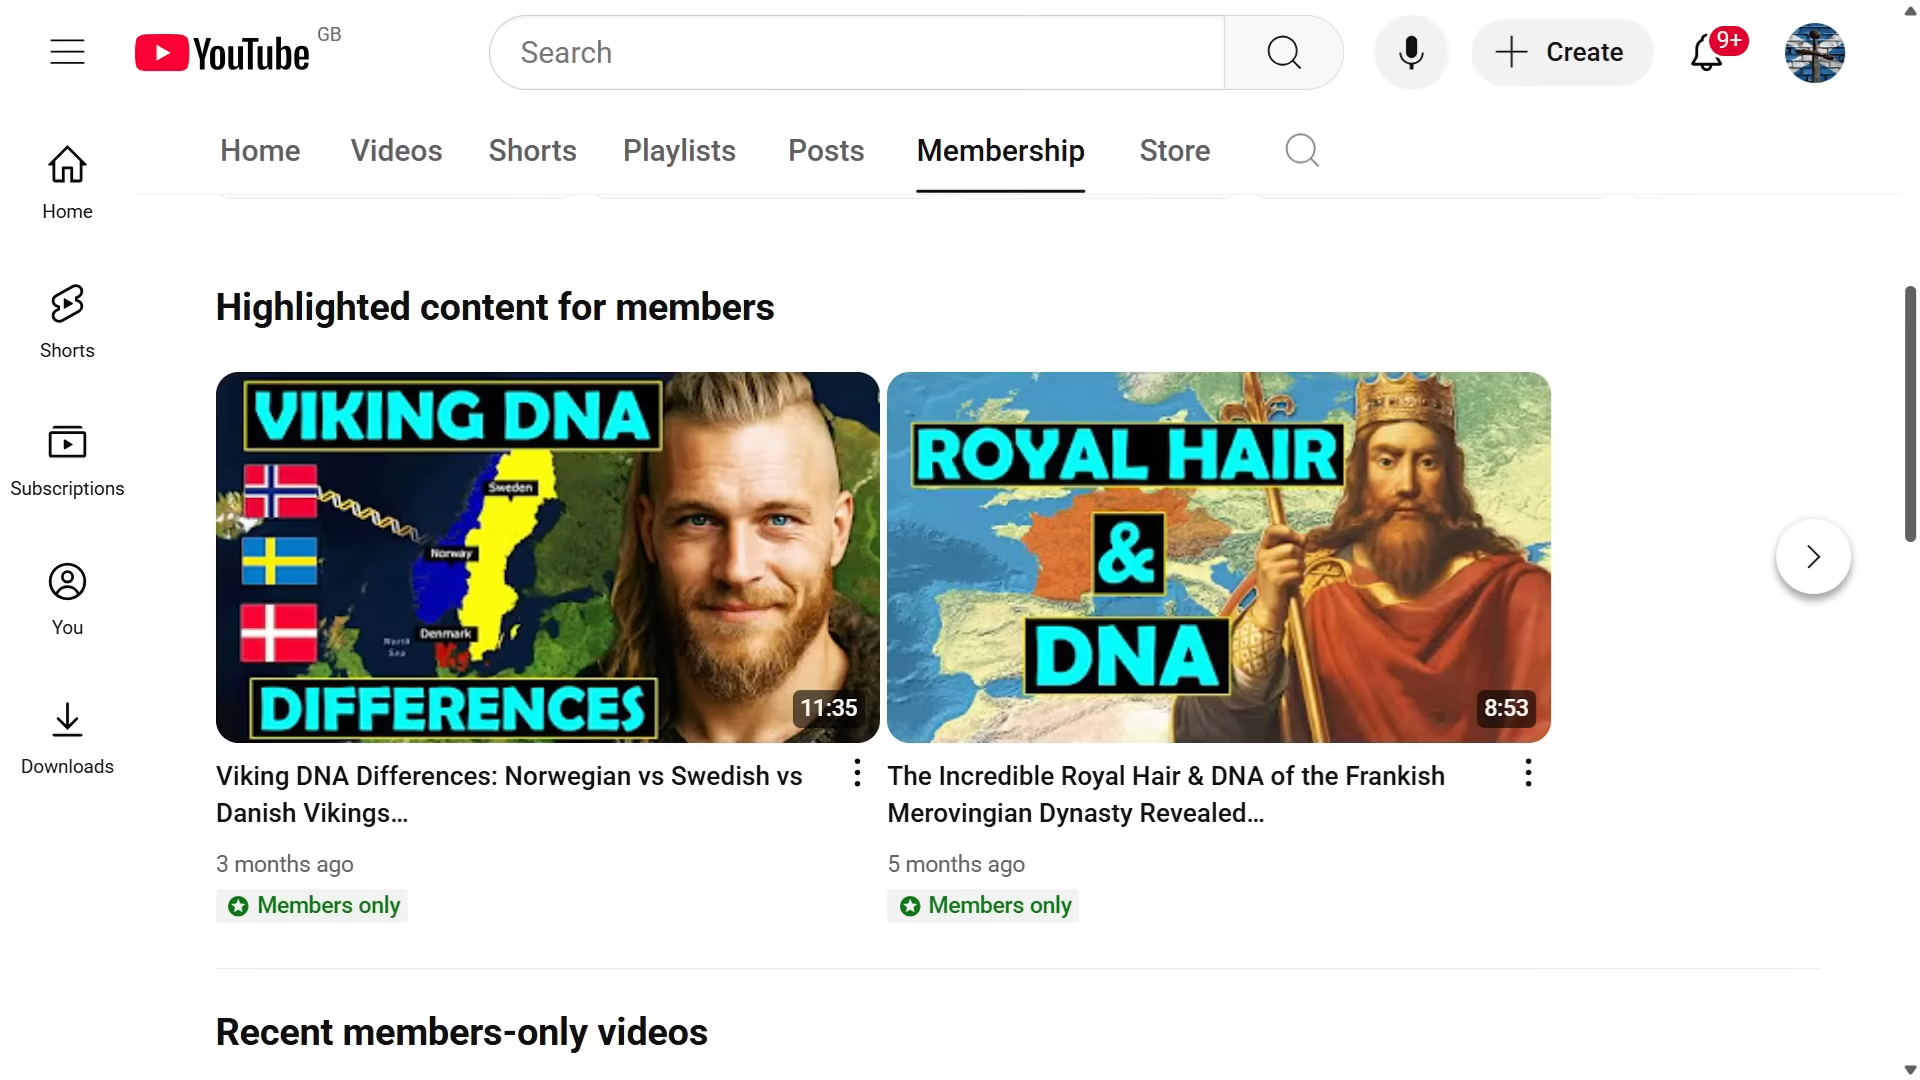 YouTube GB
Search
Create
9+
Home
Videos
Shorts
Playlists
Posts
Membership
Store
Home
Shorts
Subscriptions
You
Downloads
Highlighted content for members
VIKING DNA
Sweden
Norway
Denmark
North
Sea
DIFFERENCES
11:35
ROYAL HAIR
&
DNA
8:53
Viking DNA Differences: Norwegian vs Swedish vs
Danish Vikings...
3 months ago
Members only
The Incredible Royal Hair & DNA of the Frankish
Merovingian Dynasty Revealed...
5 months ago
Members only
Recent members-only videos